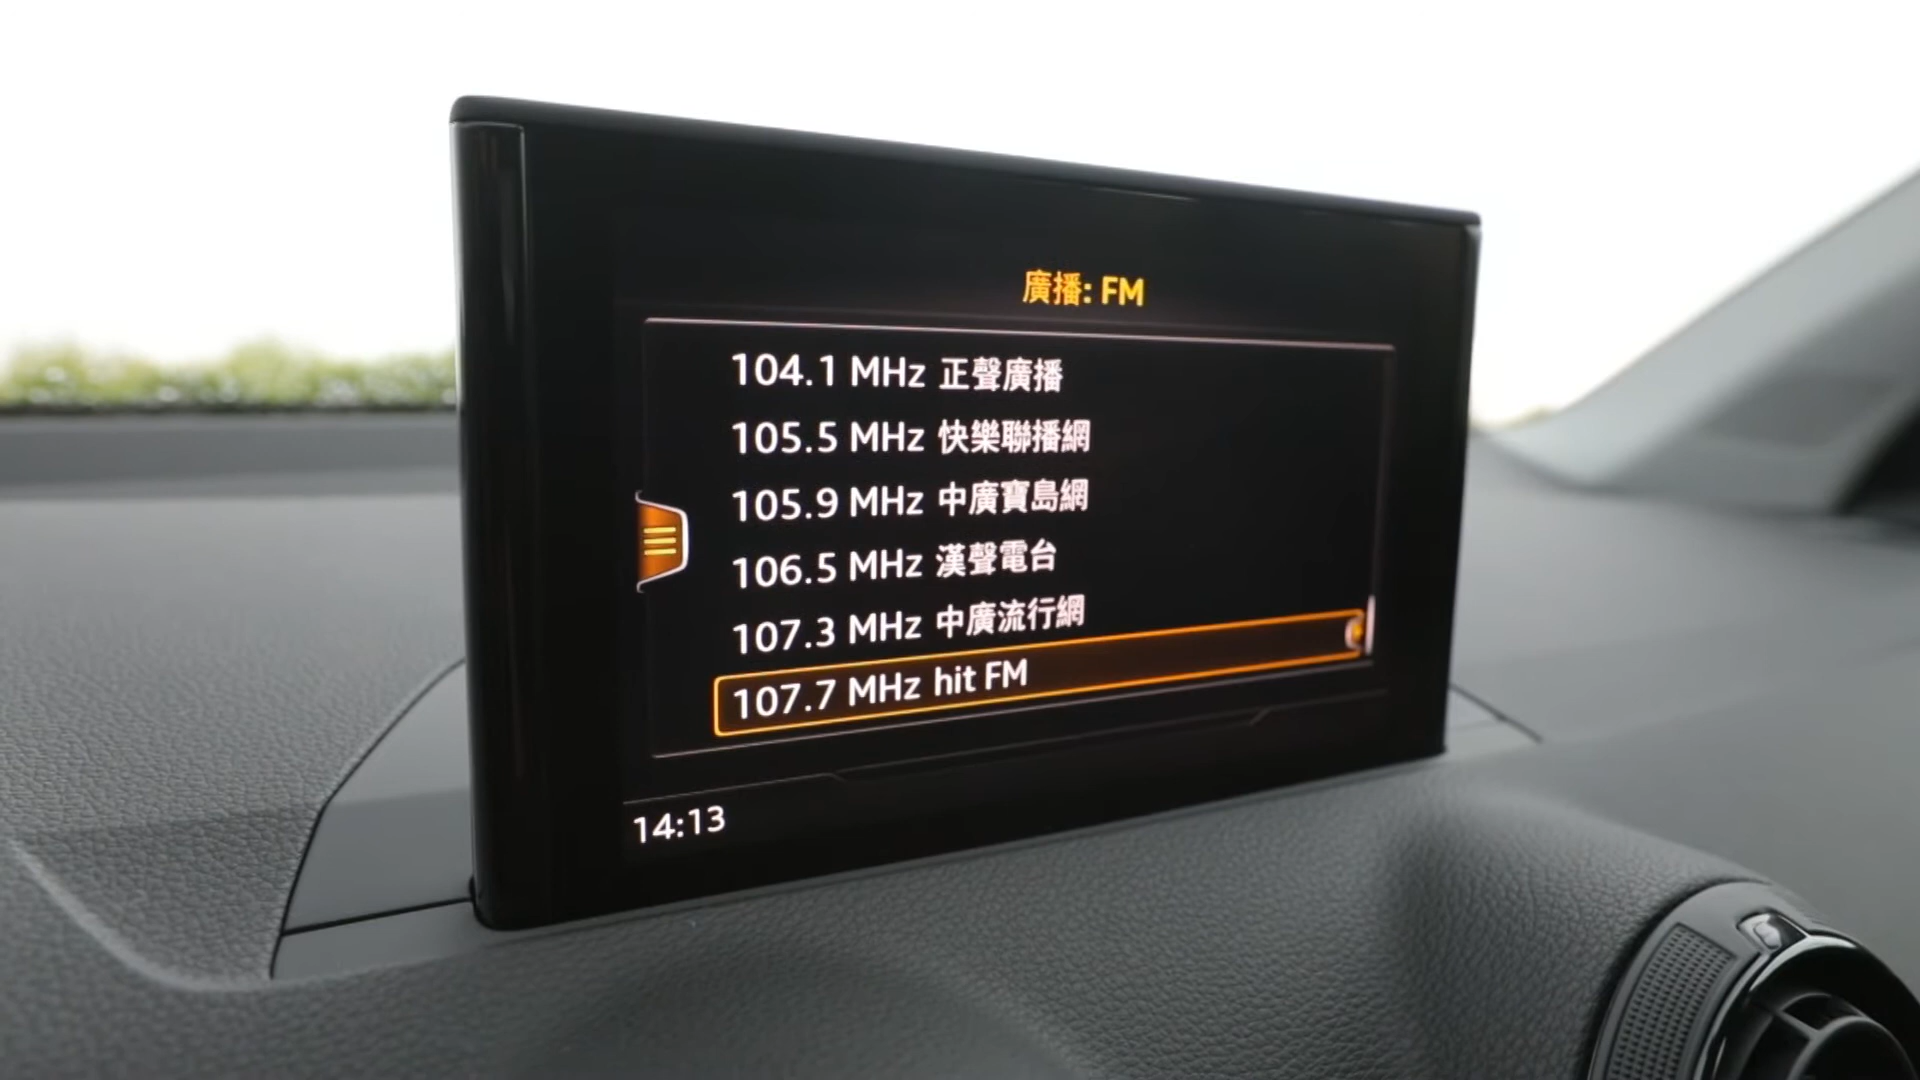 廣播: FM
104.1 MHz 正聲廣播
105.5 MHz 快樂聯播網
105.9 MHz 中廣寶島網
106.5 MHz 漢聲電台
107.3 MHz 中廣流行網
107.7 MHz hit FM
14:13